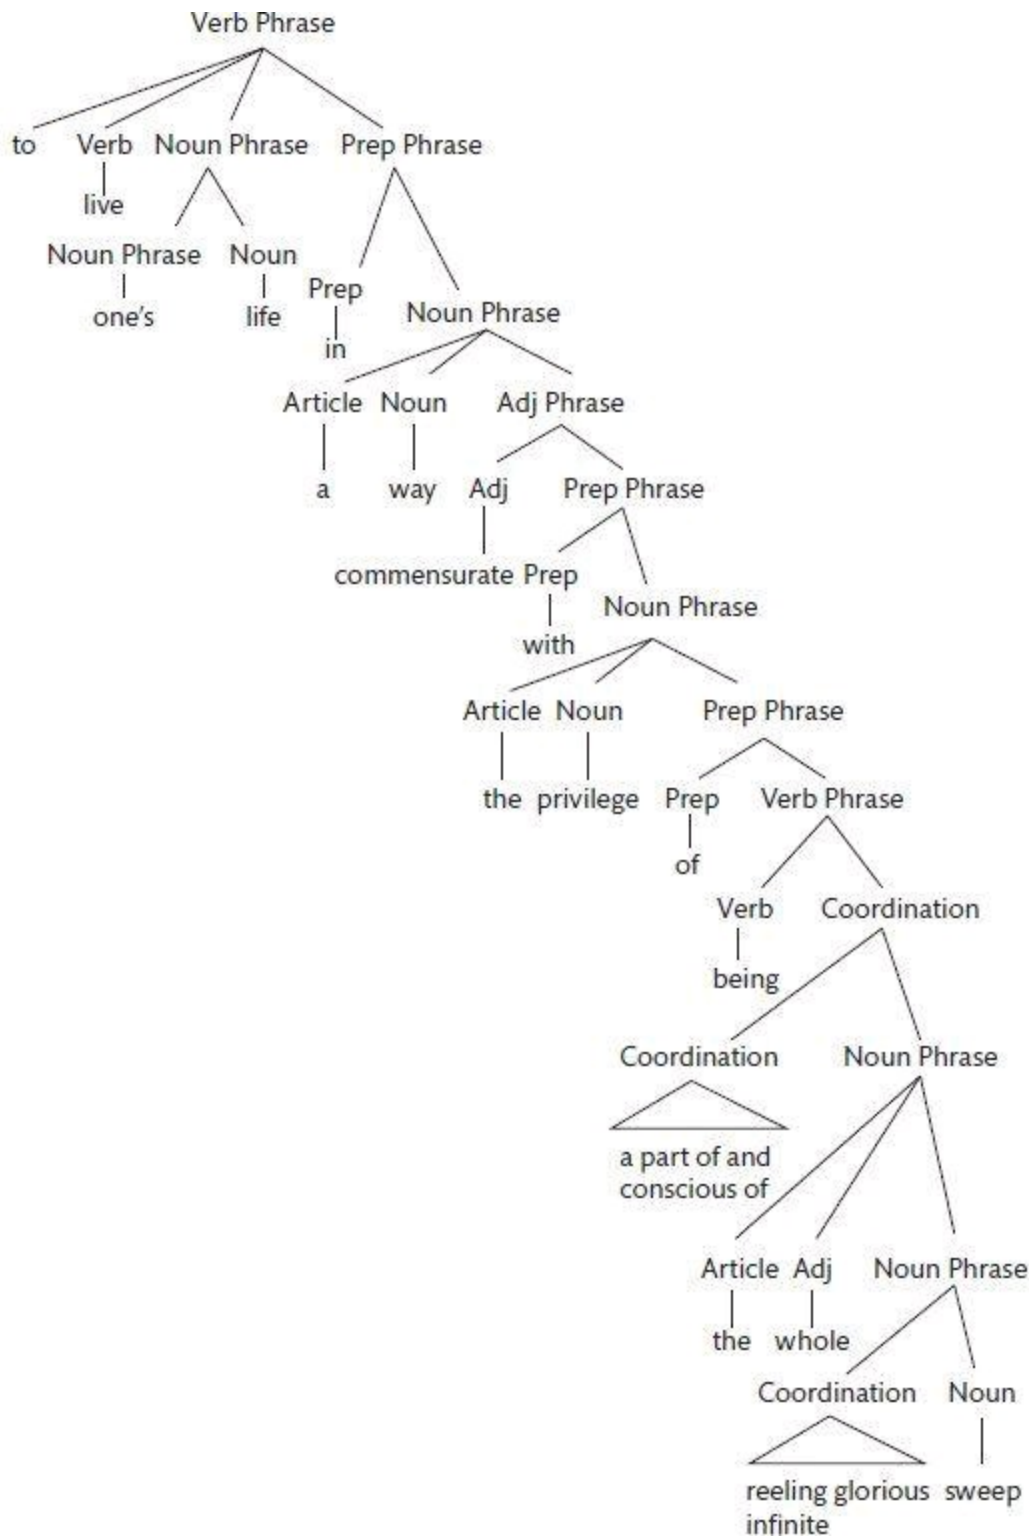 Verb Phrase
to Verb Noun Phrase Prep Phrase
live
Noun Phrase Noun
Prep
one's life
Noun Phrase
in
Article Noun Adj Phrase
a way Adj Prep Phrase
commensurate Prep
Noun Phrase
with
Article Noun Prep Phrase
the privilege Prep Verb Phrase
of
Verb Coordination
being
Coordination Noun Phrase
a part of and
conscious of
Article Adj Noun Phrase
the whole
Coordination Noun
reeling glorious sweep
infinite